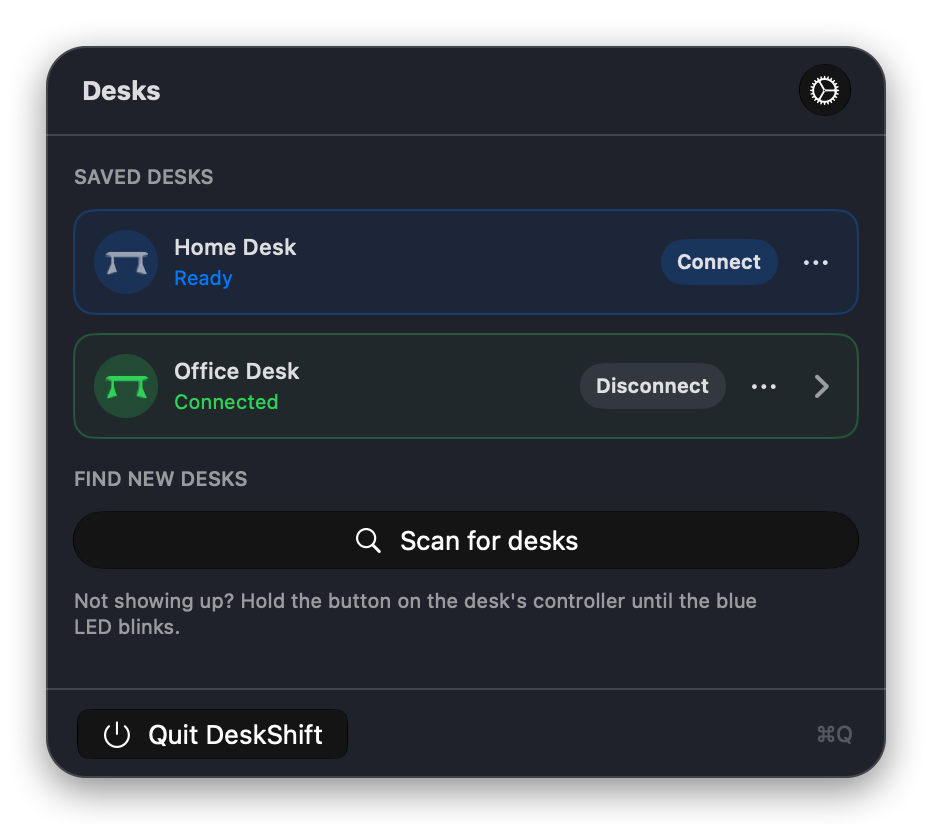 Desks
SAVED DESKS
Home Desk
Ready
Connect
Office Desk
Connected
Disconnect
FIND NEW DESKS
Scan for desks
Not showing up? Hold the button on the desk's controller until the blue
LED blinks.
Quit DeskShift
⌘Q